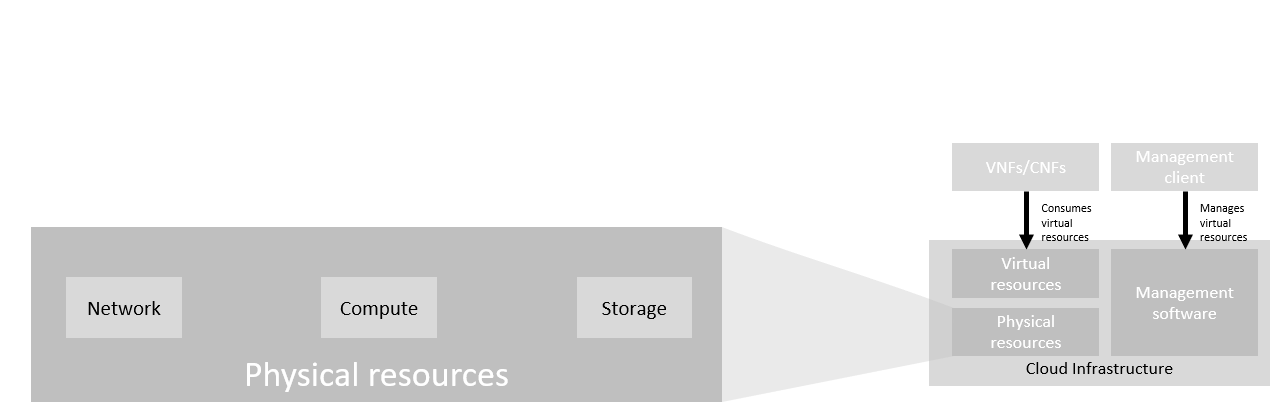 VNFs/CNFs
Management
client
Consumes
virtual
resources
Manages
virtual
resources
Virtual
resources
Management
software
Physical
resources
Cloud Infrastructure
Network
Compute
Storage
Physical resources